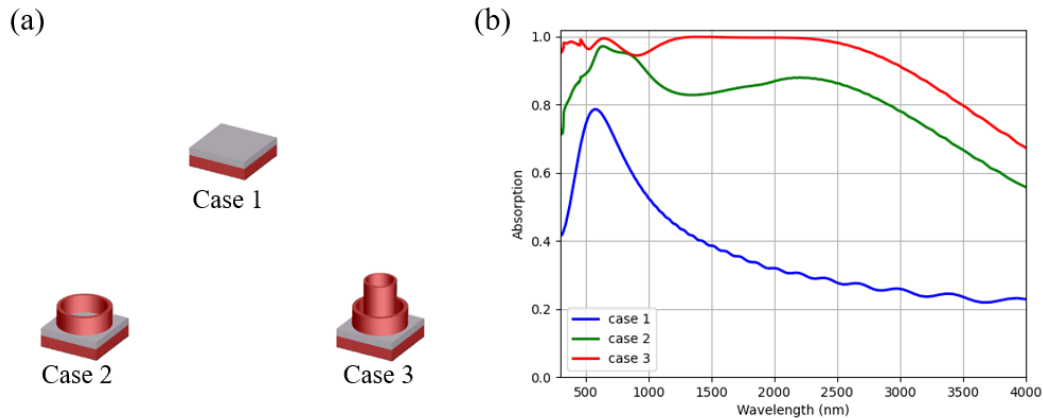 (a)
Case 1
Case 2
Case 3
(b)
Absorption
1.0
0.8
0.6
0.4
0.2
0.0
case 1
case 2
case 3
500 1000 1500 2000 2500 3000 3500 4000
Wavelength (nm)